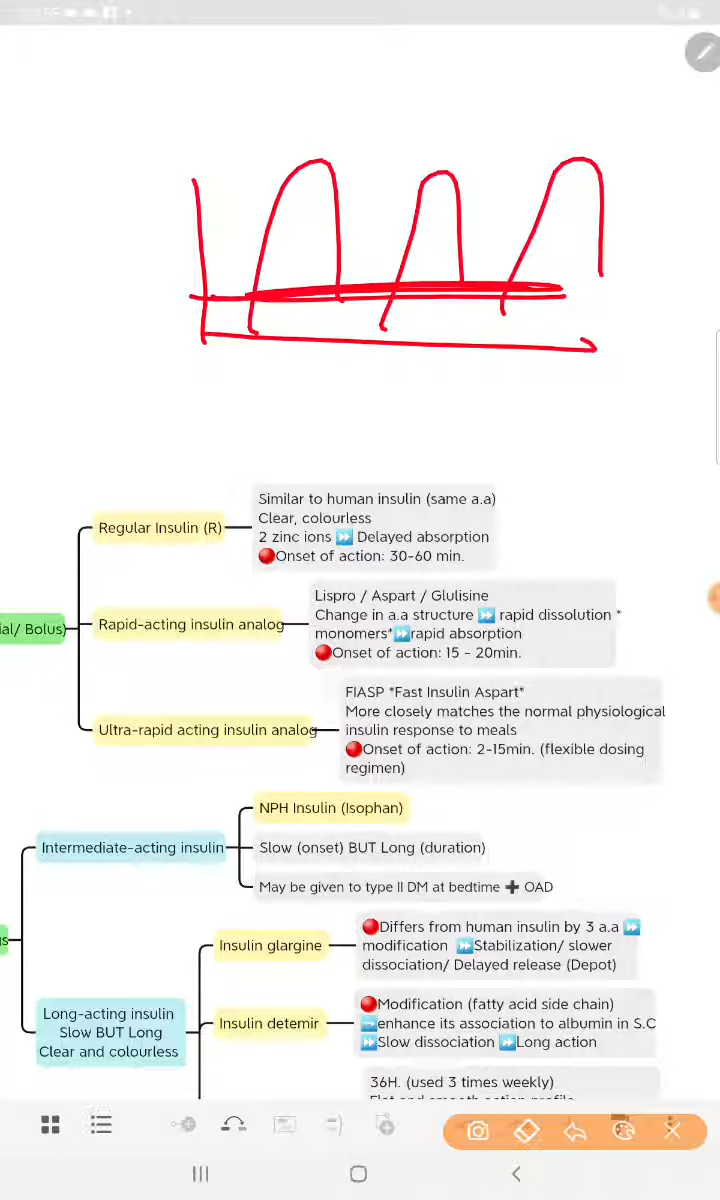 Similar to human insulin (same a.a)
Clear, colourless
2 zinc ions ⏩ Delayed absorption
🔴Onset of action: 30-60 min.
Regular Insulin (R)
Lispro / Aspart / Glulisine
Change in a.a structure ⏩ rapid dissolution *
monomers*⏩rapid absorption
🔴Onset of action: 15 - 20min.
ial/ Bolus)
Rapid-acting insulin analog
FIASP *Fast Insulin Aspart*
More closely matches the normal physiological
insulin response to meals
🔴Onset of action: 2-15min. (flexible dosing
regimen)
Ultra-rapid acting insulin analog
NPH Insulin (Isophan)
Intermediate-acting insulin
Slow (onset) BUT Long (duration)
May be given to type II DM at bedtime ➕ OAD
gs
Insulin glargine
🔴Differs from human insulin by 3 a.a ⏩
modification ⏩Stabilization/ slower
dissociation/ Delayed release (Depot)
Long-acting insulin
Slow BUT Long
Clear and colourless
Insulin detemir
🔴Modification (fatty acid side chain)
➡enhance its association to albumin in S.C
⏩Slow dissociation ➡Long action
36H. (used 3 times weekly)